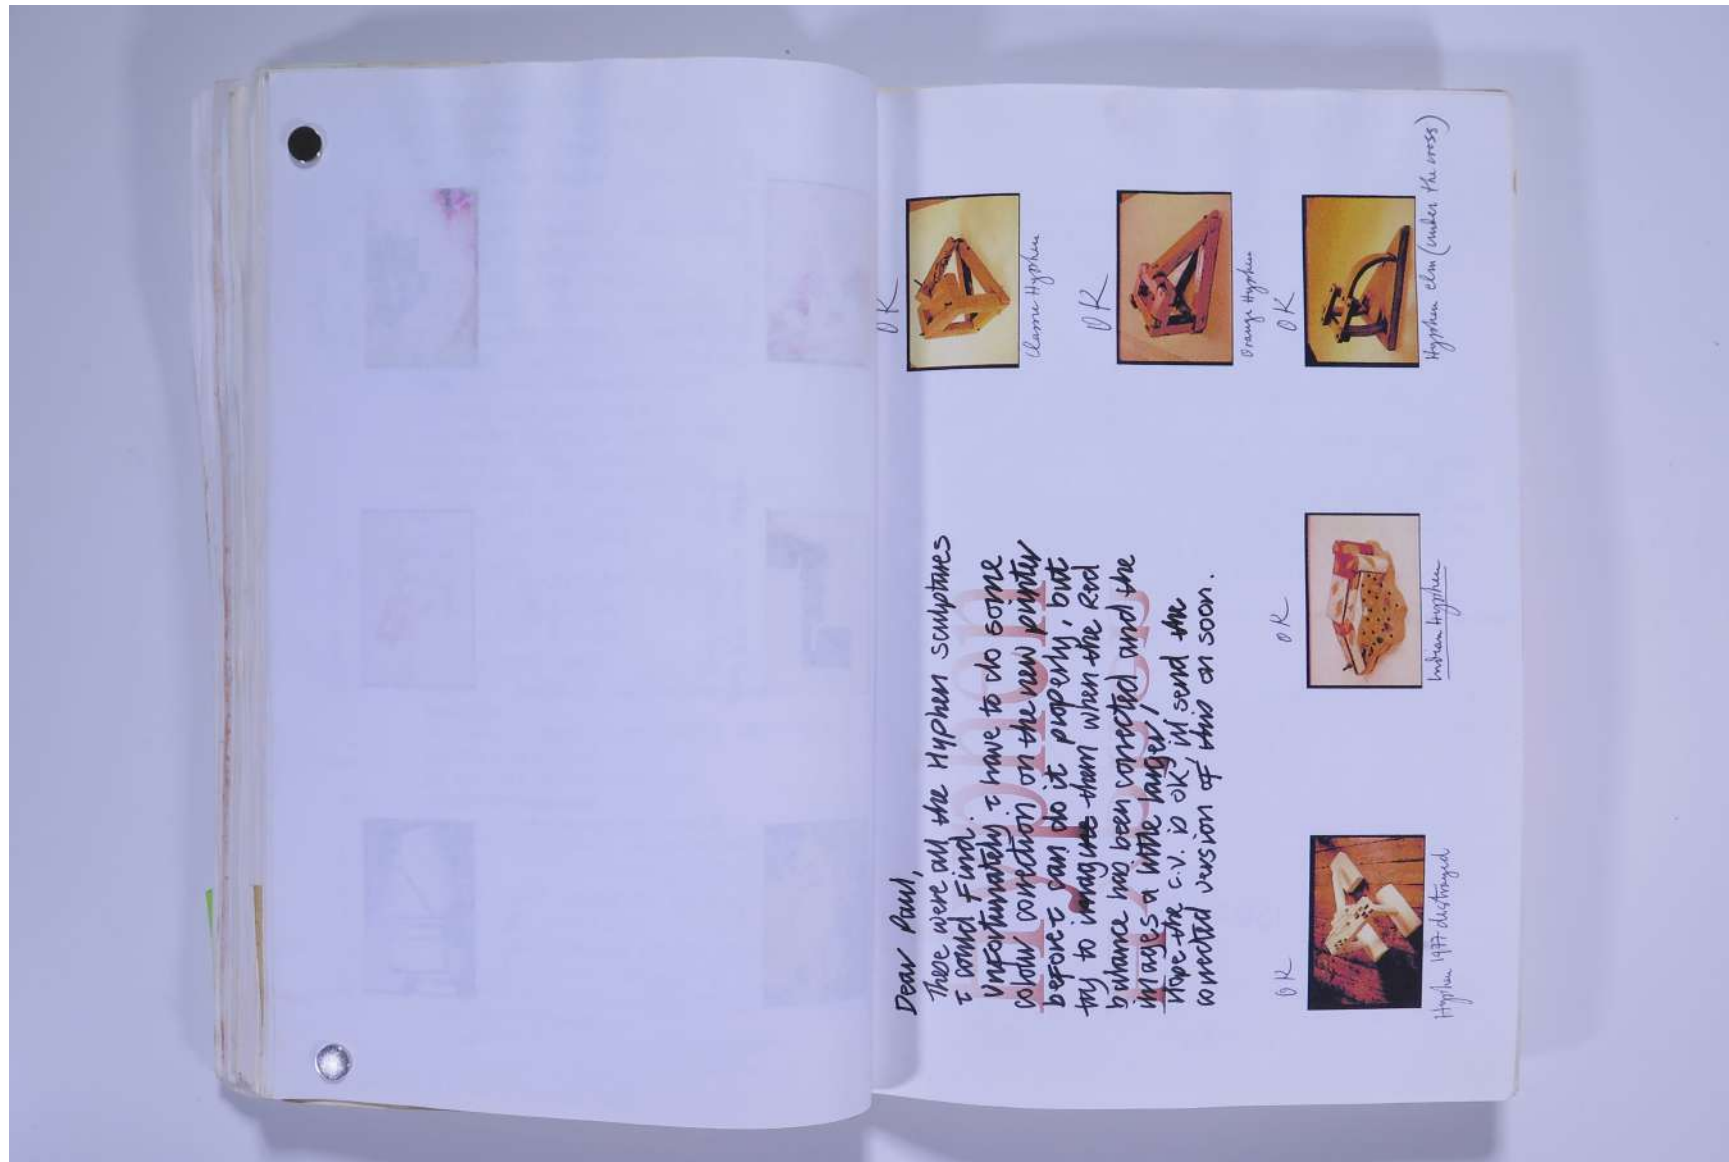 Dear Paul,
These were all the Hyphen sculptures
I could Find.
Unfortunately I have to do some
colour correction on the new printer
before I can do it properly, but
try to imagine them when the Red
balance has been corrected and the
images a little larger,
Hope the c.v. is OK, i'll send the
corrected version of this on soon.
Hyphen
OK
Classic Hyphen
OK
Orange Hyphen
OK
Hyphen elm (under the cross)
OK
Indian Hyphen
OK
Hyphen 1977 distroyed